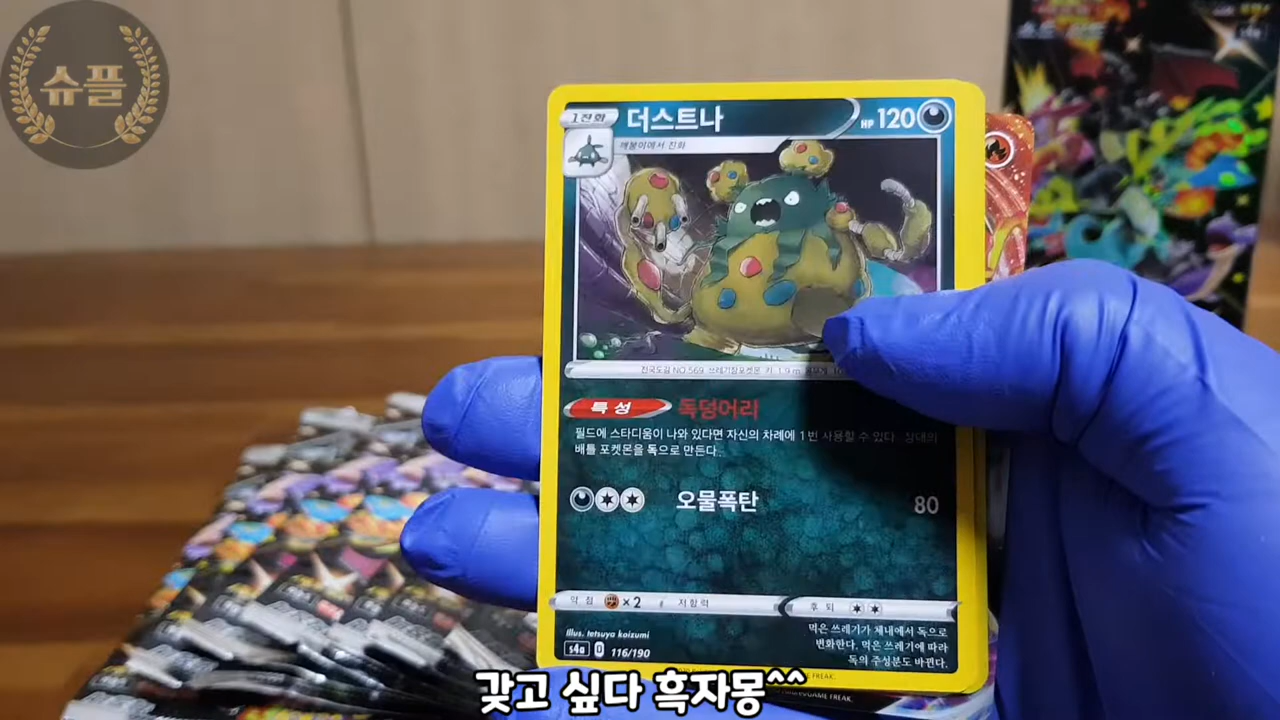 슈플
1진화
더스트나
HP 120
깨봉이에서 진화
전국도감 NO.569 쓰레기장포켓몬 키 1.9 m
특성
독덩어리
필드에 스타디움이 나와 있다면 자신의 차례에 1번 사용할 수 있다. 상대의
배틀 포켓몬을 독으로 만든다.
오물폭탄
80
약점
×2
저항력
후퇴
먹은 쓰레기가 체내에서 독으로
변화한다. 먹은 쓰레기에 따라
독의 주성분도 바뀐다.
Illus. tetsuya koizumi
s4a D 116/190
GAME FREAK.
갖고 싶다 흑자몽^^